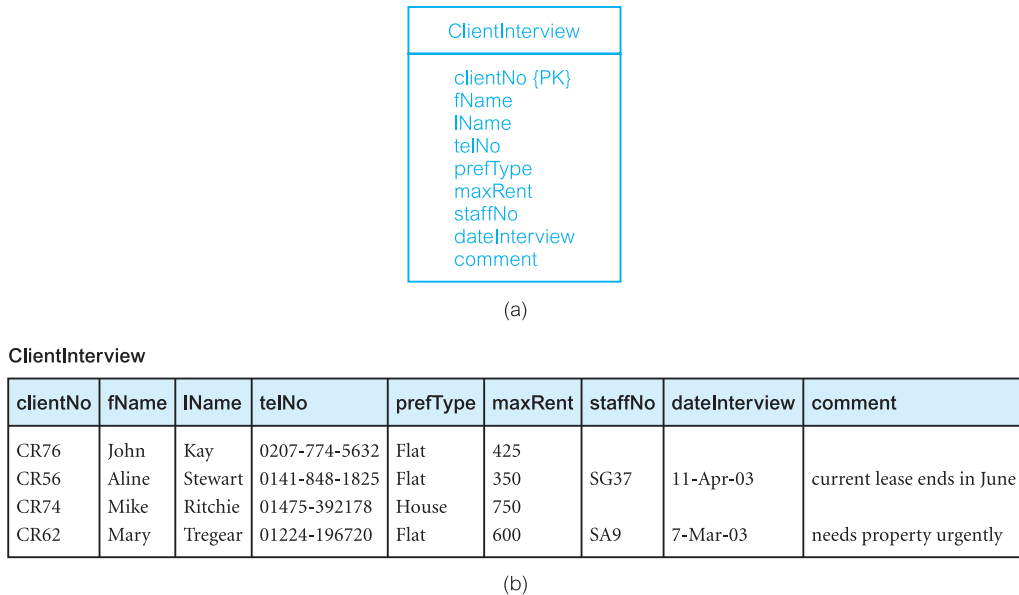 ClientInterview
clientNo {PK}
fName
lName
telNo
prefType
maxRent
staffNo
dateInterview
comment
(a)
ClientInterview
clientNo fName lName telNo prefType maxRent staffNo dateInterview comment
CR76 John Kay 0207-774-5632 Flat 425
CR56 Aline Stewart 0141-848-1825 Flat 350 SG37 11-Apr-03 current lease ends in June
CR74 Mike Ritchie 01475-392178 House 750
CR62 Mary Tregear 01224-196720 Flat 600 SA9 7-Mar-03 needs property urgently
(b)